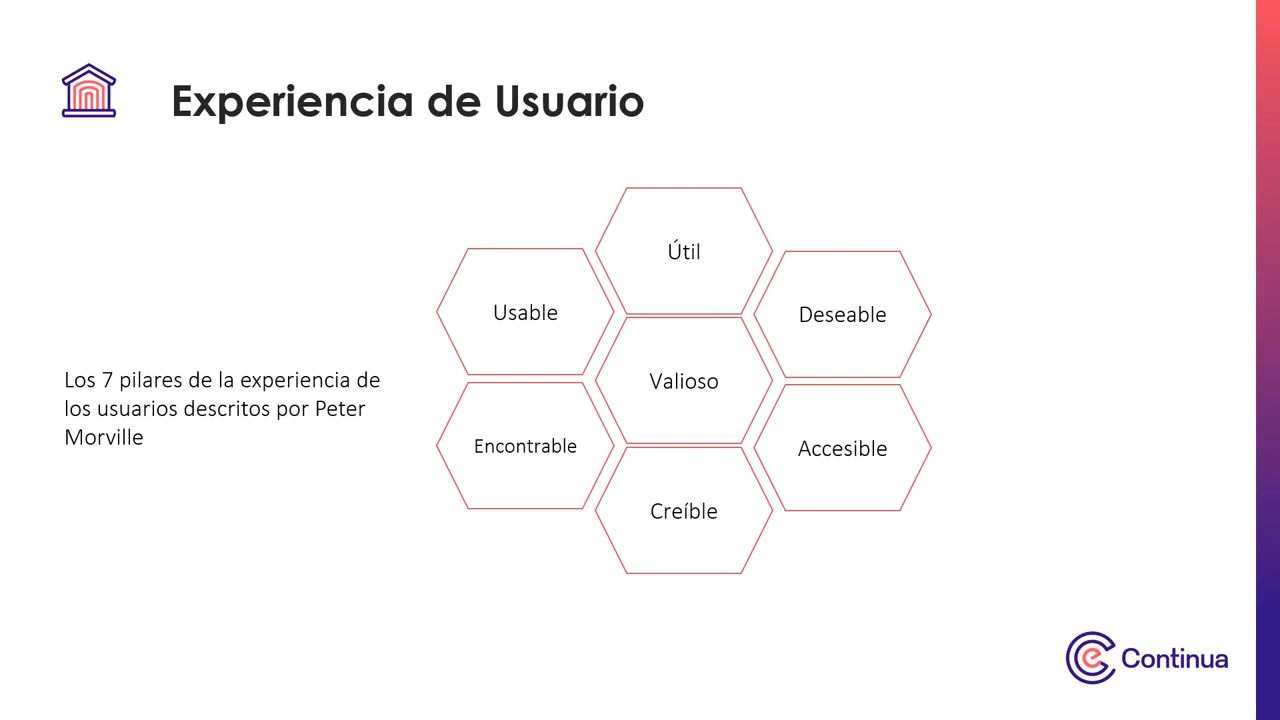 Experiencia de Usuario
Útil
Usable
Deseable
Valioso
Los 7 pilares de la experiencia de
los usuarios descritos por Peter
Morville
Encontrable
Accesible
Creíble
Continua